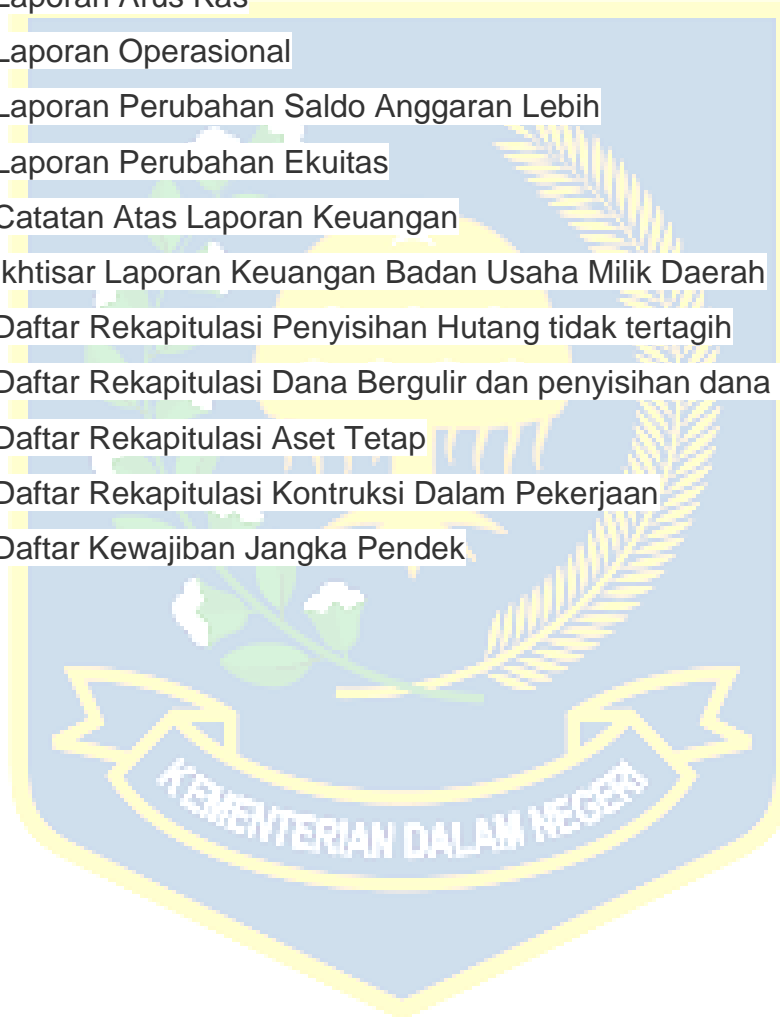 Laporan Arus Kas
Laporan Operasional
Laporan Perubahan Saldo Anggaran Lebih
Laporan Perubahan Ekuitas
Catatan Atas Laporan Keuangan
khtisar Laporan Keuangan Badan Usaha Milik Daerah
Daftar Rekapitulasi Penyisihan Hutang tidak tertagih
Daftar Rekapitulasi Dana Bergulir dan penyisihan dana
Daftar Rekapitulasi Aset Tetap
Daftar Rekapitulasi Kontruksi Dalam Pekerjaan
Daftar Kewajiban Jangka Pendek
KEMENTERIAN DALAM NEGERI